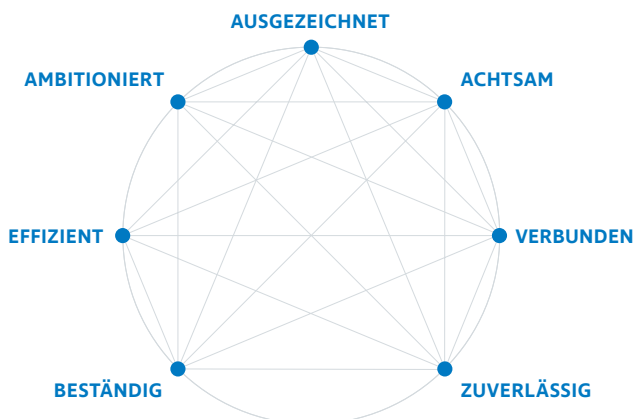 AUSGEZEICHNET
AMBITIONIERT
ACHTSAM
EFFIZIENT
VERBUNDEN
BESTÄNDIG
ZUVERLÄSSIG